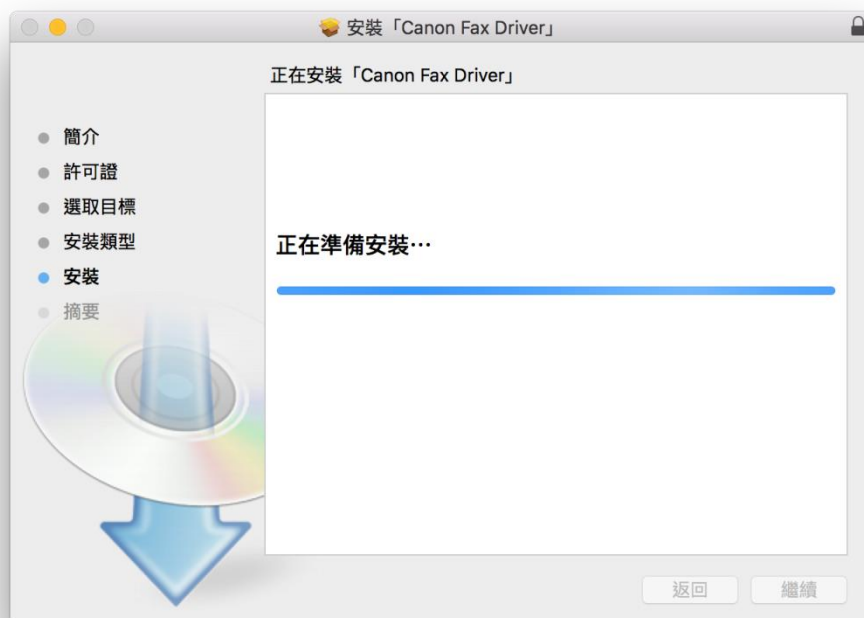 安裝「Canon Fax Driver」
正在安裝「Canon Fax Driver」
簡介
許可證
選取目標
安裝類型
安裝
摘要
正在準備安裝⋯
返回
繼續